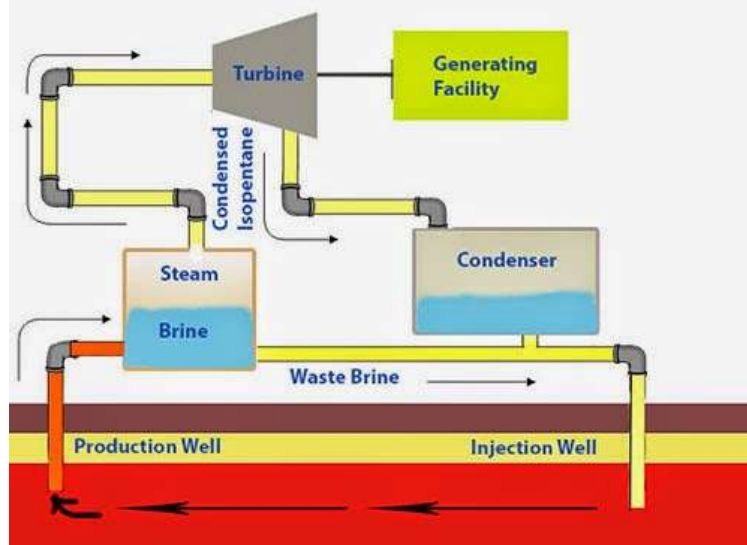 Turbine
Generating
Facility
Condensed
Isopentane
Steam
Condenser
Brine
Waste Brine
Production Well
Injection Well